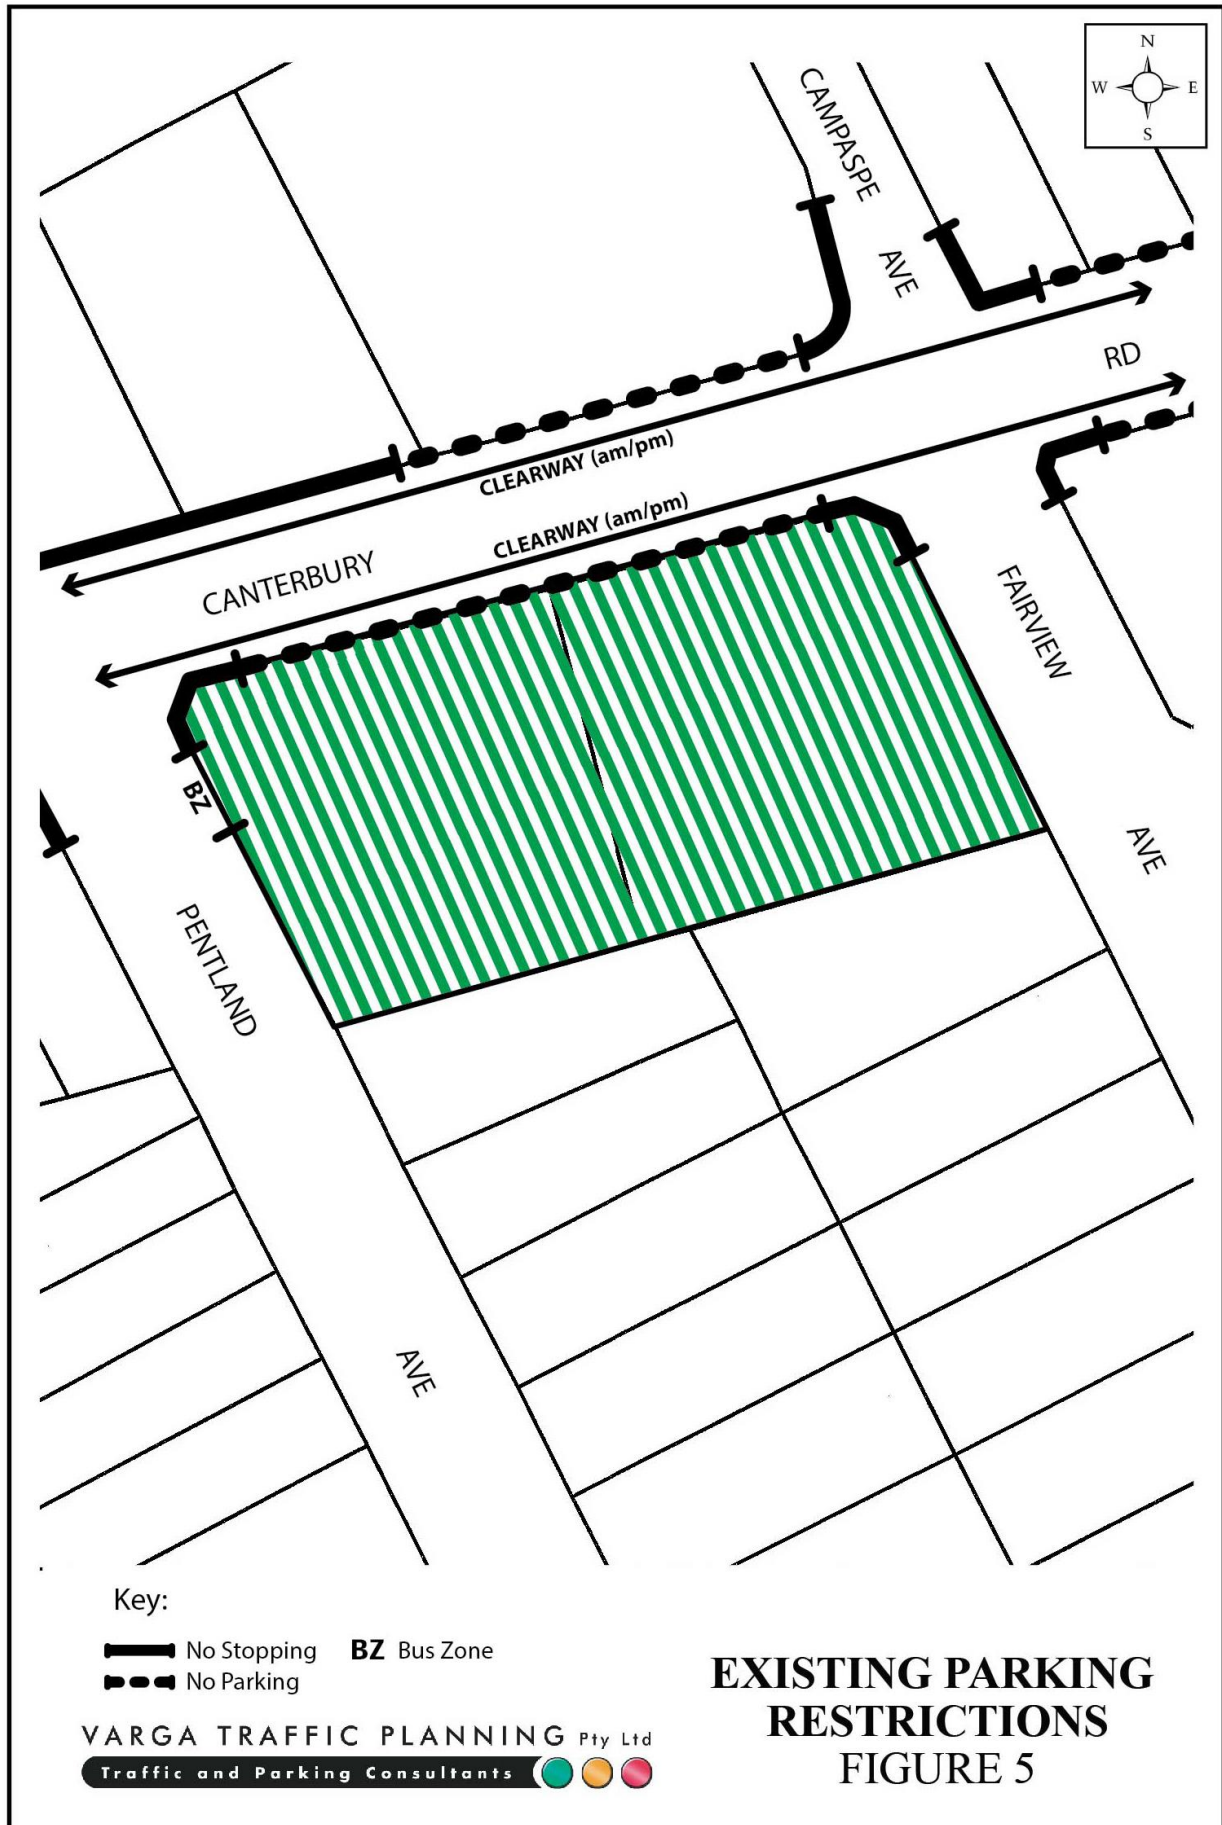 N
W E
S
CAMPASPE
AVE
RD
CLEARWAY (am/pm)
CLEARWAY (am/pm)
CANTERBURY
FAIRVIEW
AVE
BZ
PENTLAND
AVE
Key:
No Stopping BZ Bus Zone
No Parking
VARGA TRAFFIC PLANNING Pty Ltd
Traffic and Parking Consultants
EXISTING PARKING
RESTRICTIONS
FIGURE 5